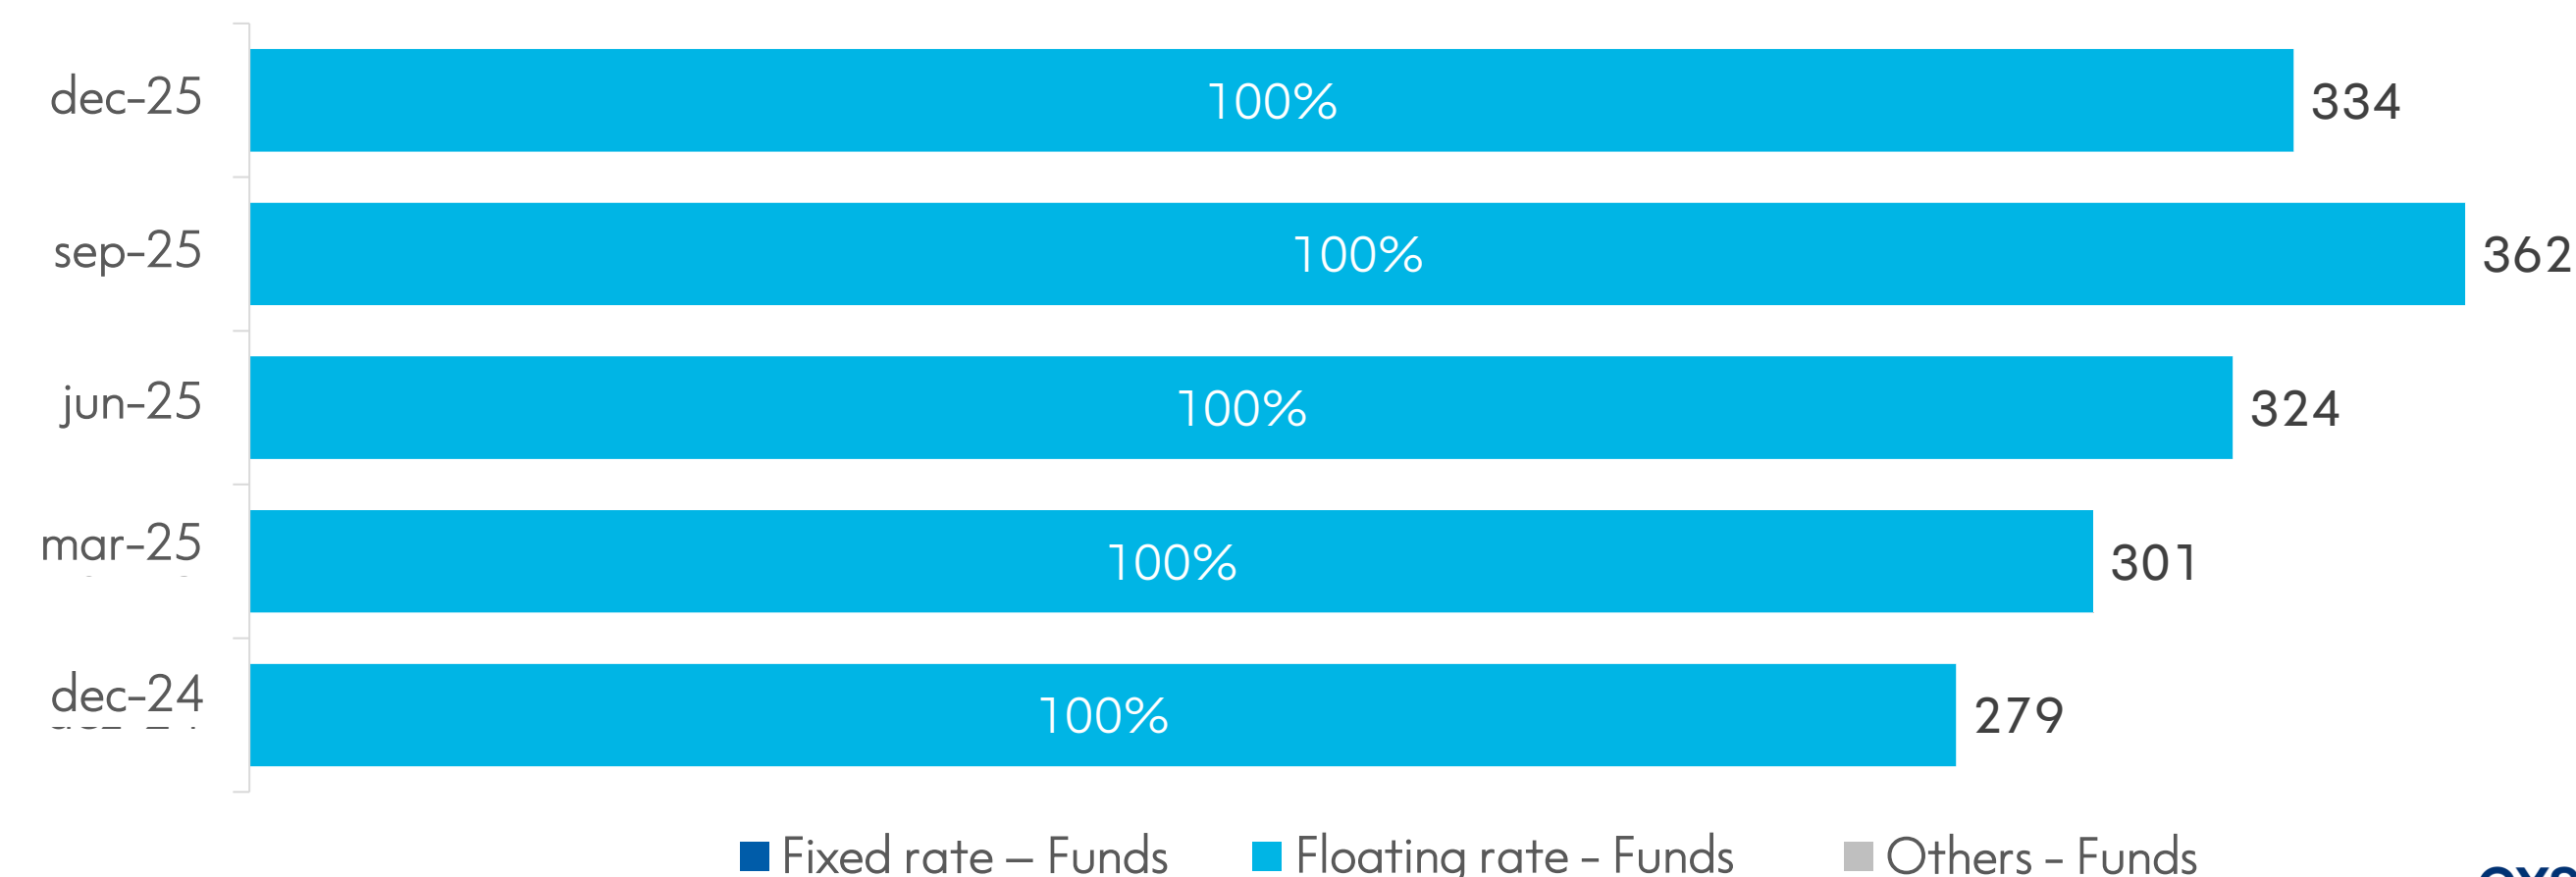 dec-25 100% 334
sep-25 100% 362
jun-25 100% 324
mar-25 100% 301
dec-24 100% 279
Fixed rate – Funds Floating rate - Funds Others - Funds